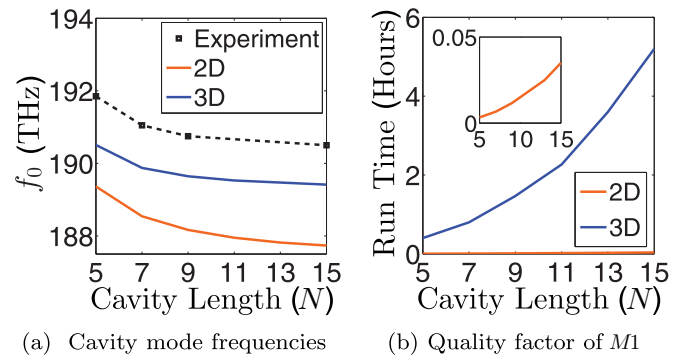 194
192
190
188
f₀ (THz)
Experiment
2D
3D
5 7 9 11 13 15
Cavity Length (N)
(a) Cavity mode frequencies
6
4
2
0
Run Time (Hours)
0.05
0
5 15
2D
3D
5 7 9 11 13 15
Cavity Length (N)
(b) Quality factor of M1